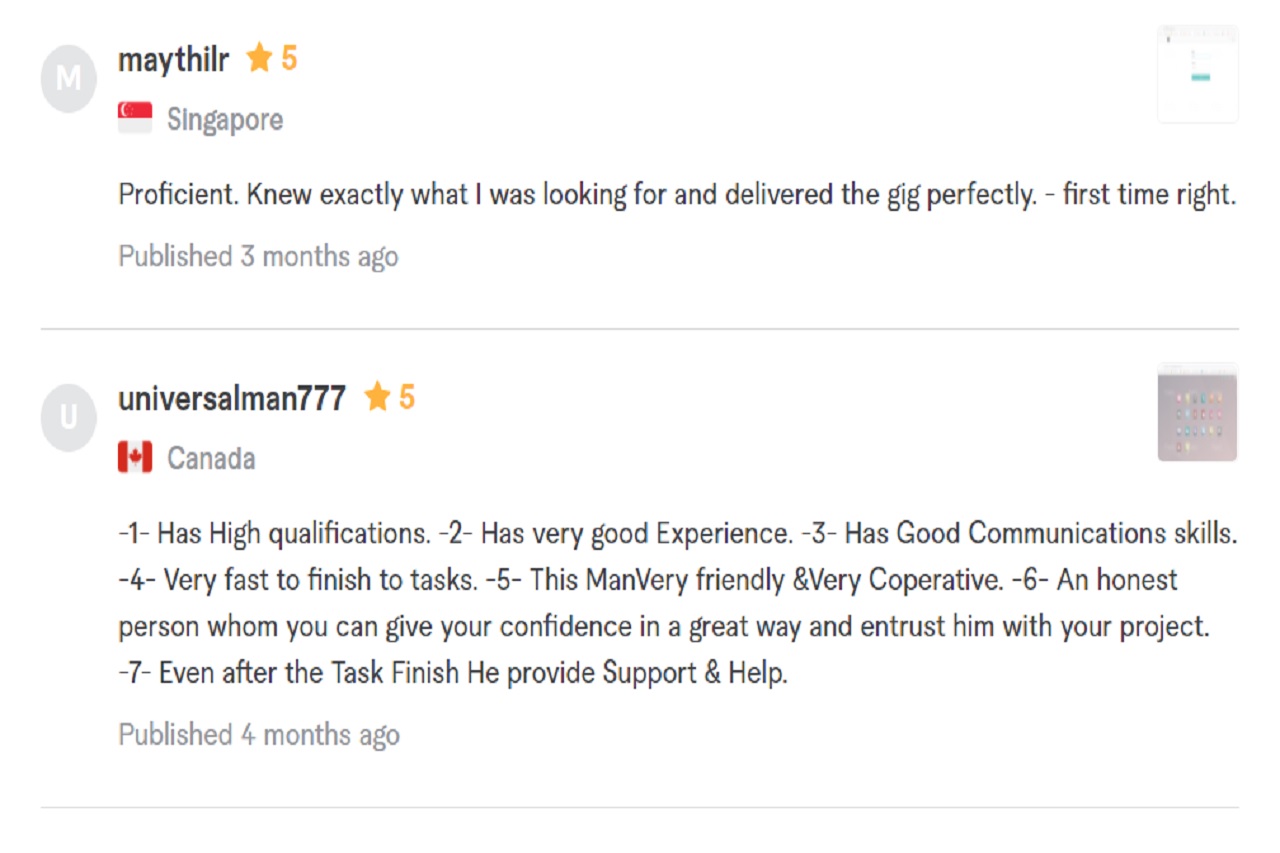 M
maythilr ★ 5
Singapore
Proficient. Knew exactly what I was looking for and delivered the gig perfectly. - first time right.
Published 3 months ago
U
universalman777 ★ 5
Canada
-1- Has High qualifications. -2- Has very good Experience. -3- Has Good Communications skills.
-4- Very fast to finish to tasks. -5- This ManVery friendly &Very Coperative. -6- An honest
person whom you can give your confidence in a great way and entrust him with your project.
-7- Even after the Task Finish He provide Support & Help.
Published 4 months ago